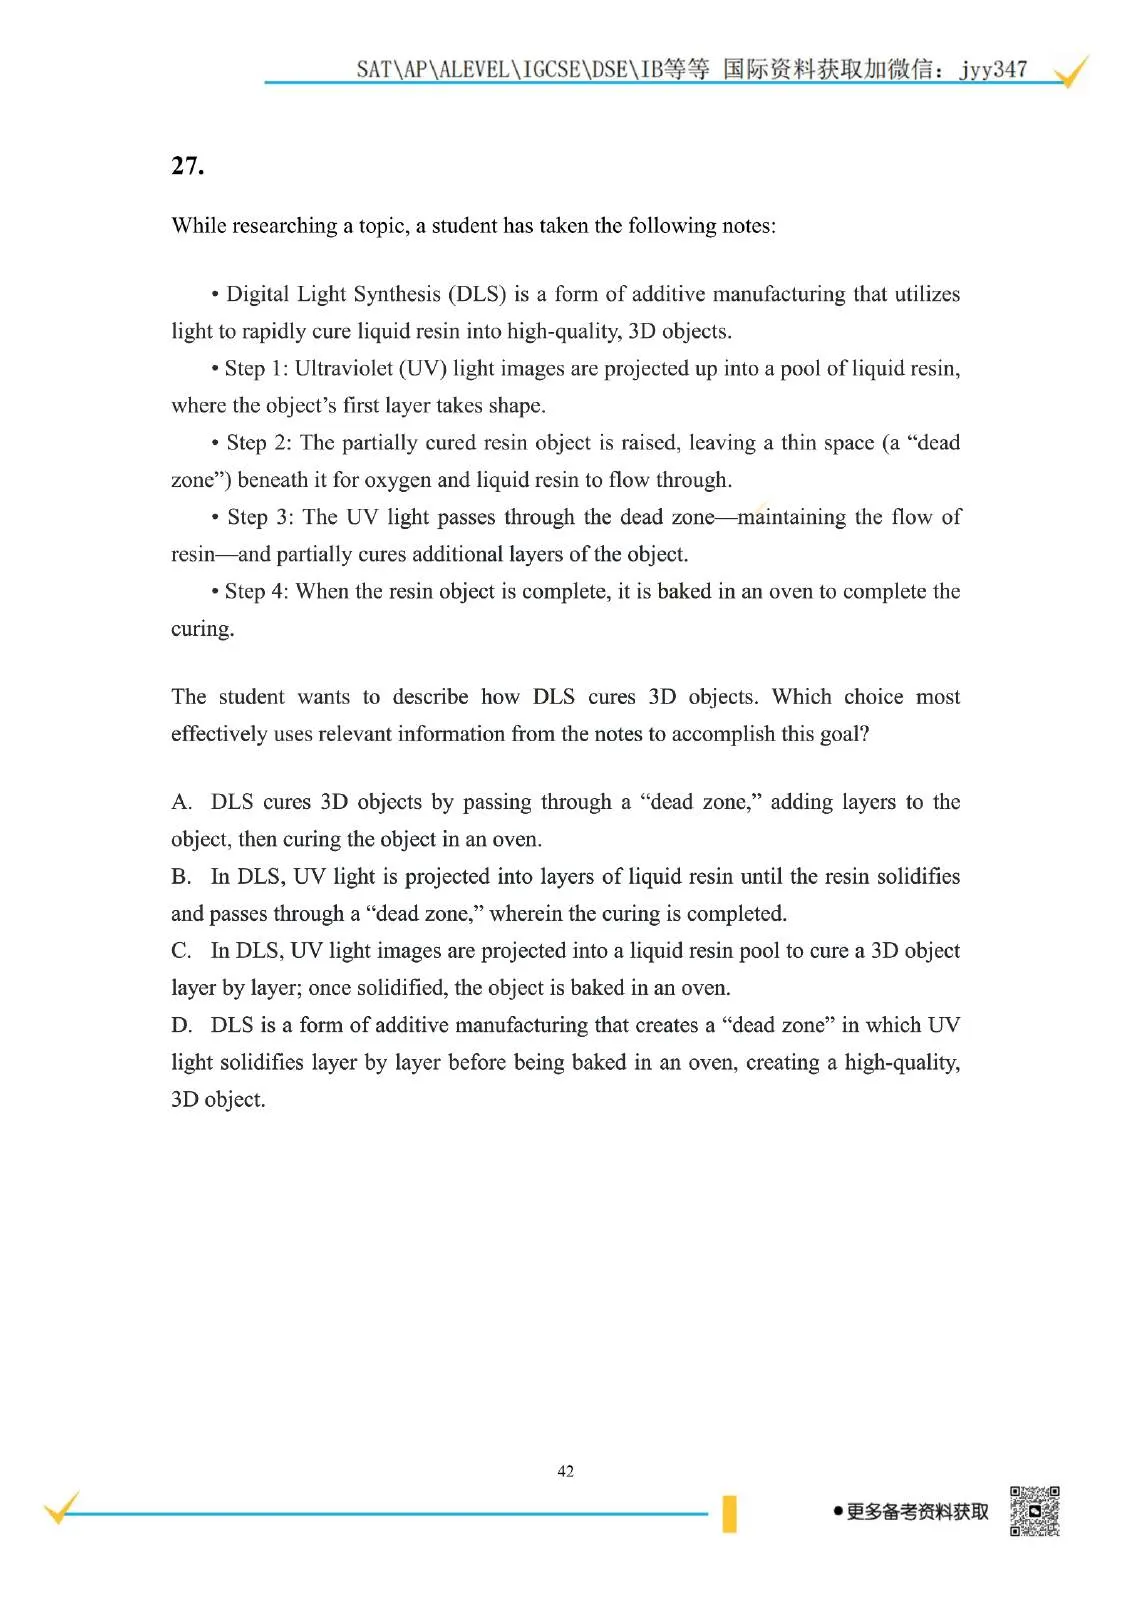 SAT\AP\ALEVEL\IGCSE\DSE\IB等等 国际资料获取加微信：jyy347
27.
While researching a topic, a student has taken the following notes:
• Digital Light Synthesis (DLS) is a form of additive manufacturing that utilizes
light to rapidly cure liquid resin into high-quality, 3D objects.
• Step 1: Ultraviolet (UV) light images are projected up into a pool of liquid resin,
where the object’s first layer takes shape.
• Step 2: The partially cured resin object is raised, leaving a thin space (a “dead
zone”) beneath it for oxygen and liquid resin to flow through.
• Step 3: The UV light passes through the dead zone—maintaining the flow of
resin—and partially cures additional layers of the object.
• Step 4: When the resin object is complete, it is baked in an oven to complete the
curing.
The student wants to describe how DLS cures 3D objects. Which choice most
effectively uses relevant information from the notes to accomplish this goal?
A. DLS cures 3D objects by passing through a “dead zone,” adding layers to the
object, then curing the object in an oven.
B. In DLS, UV light is projected into layers of liquid resin until the resin solidifies
and passes through a “dead zone,” wherein the curing is completed.
C. In DLS, UV light images are projected into a liquid resin pool to cure a 3D object
layer by layer; once solidified, the object is baked in an oven.
D. DLS is a form of additive manufacturing that creates a “dead zone” in which UV
light solidifies layer by layer before being baked in an oven, creating a high-quality,
3D object.
42
●更多备考资料获取